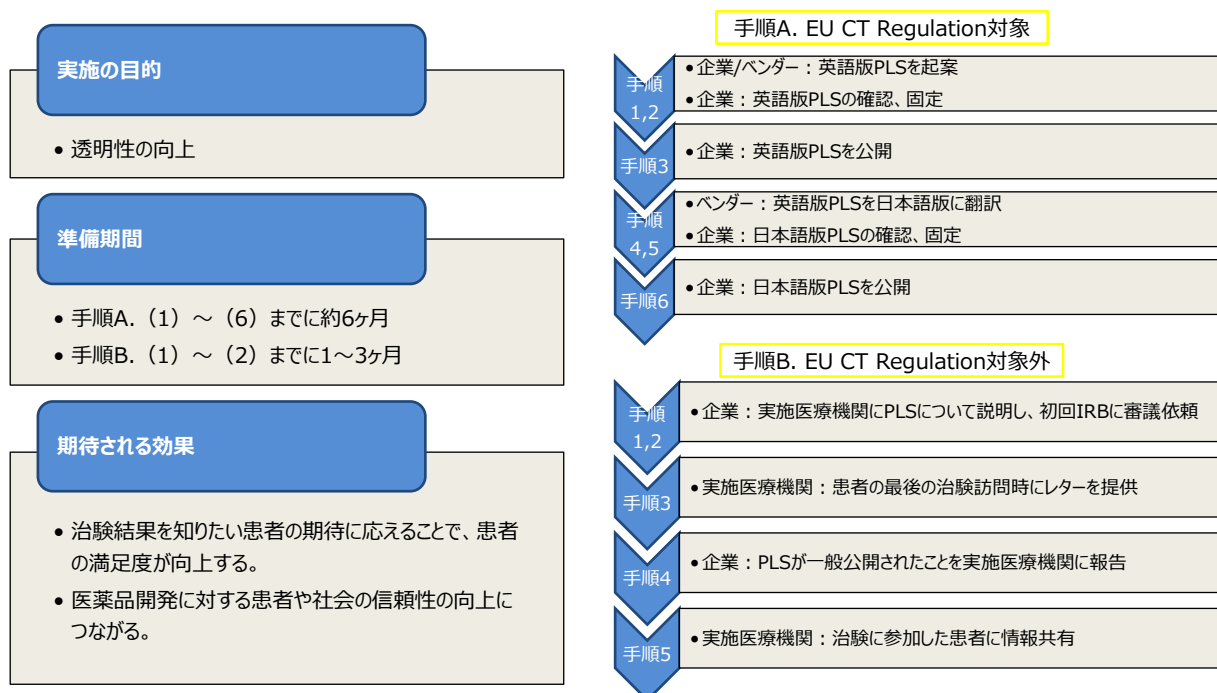 実施の目的
• 透明性の向上
準備期間
• 手順A.（1）～（6）までに約6ヶ月
• 手順B.（1）～（2）までに1～3ヶ月
期待される効果
• 治験結果を知りたい患者の期待に応えることで、患者
の満足度が向上する。
• 医薬品開発に対する患者や社会の信頼性の向上に
つながる。
手順A. EU CT Regulation対象
手順
1,2
•企業/ベンダー：英語版PLSを起案
•企業：英語版PLSの確認、固定
手順3
•企業：英語版PLSを公開
手順
4,5
•ベンダー：英語版PLSを日本語版に翻訳
•企業：日本語版PLSの確認、固定
手順6
•企業：日本語版PLSを公開
手順B. EU CT Regulation対象外
手順
1,2
•企業：実施医療機関にPLSについて説明し、初回IRBに審議依頼
手順3
•実施医療機関：患者の最後の治験訪問時にレターを提供
手順4
•企業：PLSが一般公開されたことを実施医療機関に報告
手順5
•実施医療機関：治験に参加した患者に情報共有